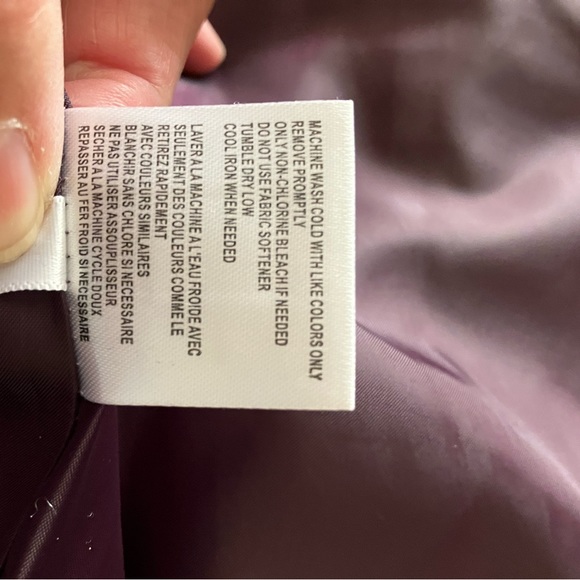 MACHINE WASH COLD WITH LIKE COLORS ONLY
REMOVE PROMPTLY
ONLY NON-CHLORINE BLEACH IF NEEDED
DO NOT USE FABRIC SOFTENER
TUMBLE DRY LOW
COOL IRON WHEN NEEDED
LAVER A LA MACHINE A L'EAU FROIDE AVEC
SEULEMENT DES COULEURS COMME LE
RETIREZ RAPIDEMENT
AVEC COULEURS SIMILAIRES
BLANCHIR SANS CHLORE SI NECESSAIRE
NE PAS UTILISER ASSOUPLISSEUR
SECHER A LA MACHINE CYCLE DOUX
REPASSER AU FER FROID SI NECESSAIRE